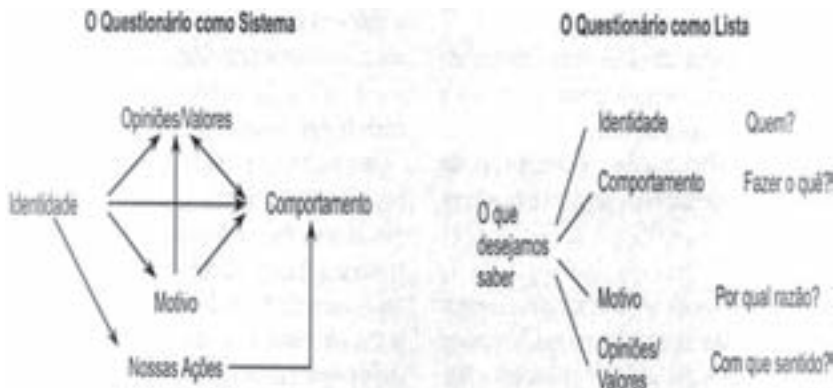 O Questionário como Sistema
Opiniões/Valores
Identidade
Comportamento
Motivo
Nossas Ações
O Questionário como Lista
Identidade Quem?
Comportamento Fazer o quê?
O que
desejamos
saber
Motivo Por qual razão?
Opiniões/
Valores Com que sentido?